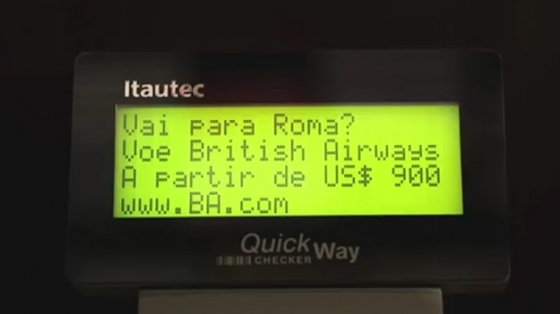 Itautec
Vai para Roma?
Voe British Airways
A partir de US$ 900
www.BA.com
Quick Way
CHECKER